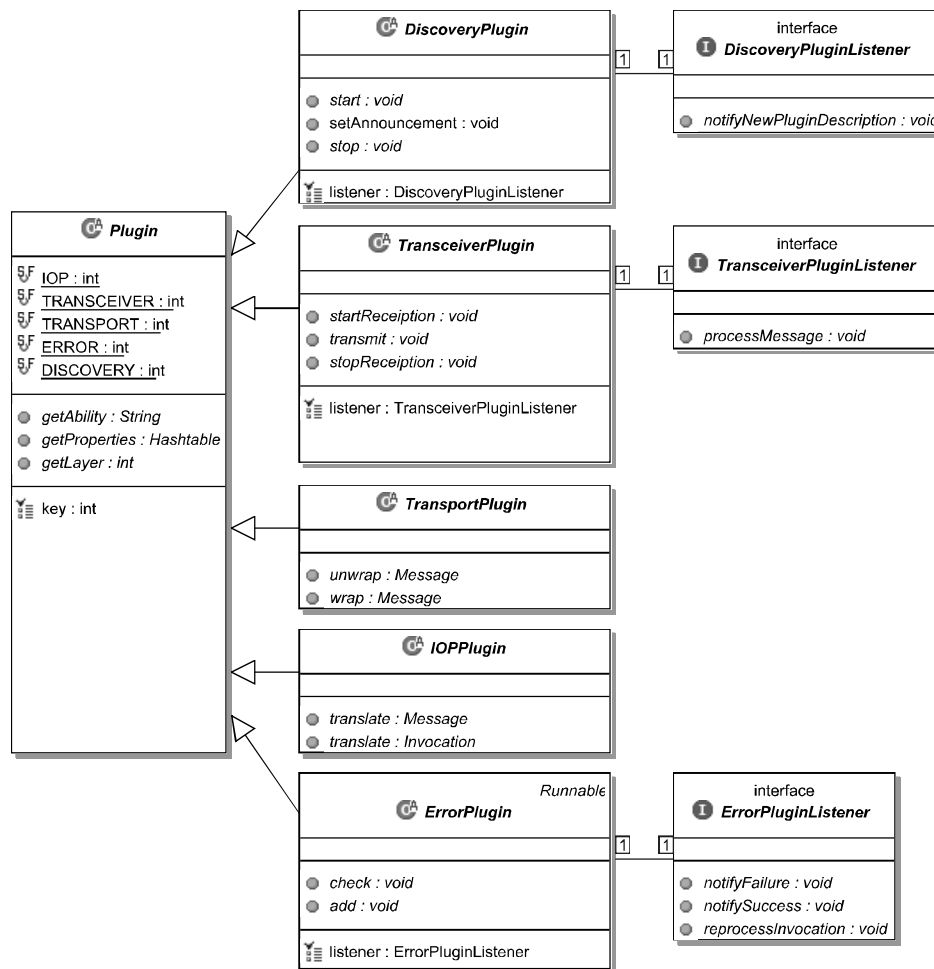 DiscoveryPlugin
start : void
setAnnouncement : void
stop : void
listener : DiscoveryPluginListener
1
1
interface
DiscoveryPluginListener
notifyNewPluginDescription : void
Plugin
IOP : int
TRANSCEIVER : int
TRANSPORT : int
ERROR : int
DISCOVERY : int
getAbility : String
getProperties : Hashtable
getLayer : int
key : int
TransceiverPlugin
startReceiption : void
transmit : void
stopReceiption : void
listener : TransceiverPluginListener
1
1
interface
TransceiverPluginListener
processMessage : void
TransportPlugin
unwrap : Message
wrap : Message
IOPPlugin
translate : Message
translate : Invocation
Runnable
ErrorPlugin
check : void
add : void
listener : ErrorPluginListener
1
1
interface
ErrorPluginListener
notifyFailure : void
notifySuccess : void
reprocessInvocation : void